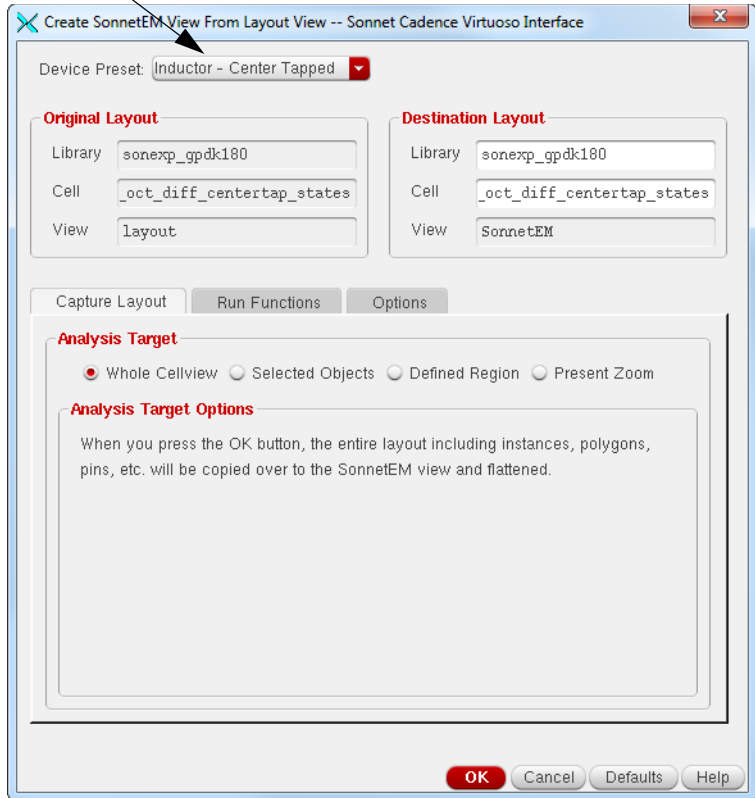 Create SonnetEM View From Layout View -- Sonnet Cadence Virtuoso Interface
Device Preset: Inductor - Center Tapped
Original Layout
Library sonexp_gpdk180
Cell _oct_diff_centertap_states
View layout
Destination Layout
Library sonexp_gpdk180
Cell _oct_diff_centertap_states
View SonnetEM
Capture Layout Run Functions Options
Analysis Target
Whole Cellview Selected Objects Defined Region Present Zoom
Analysis Target Options
When you press the OK button, the entire layout including instances, polygons,
pins, etc. will be copied over to the SonnetEM view and flattened.
OK Cancel Defaults Help